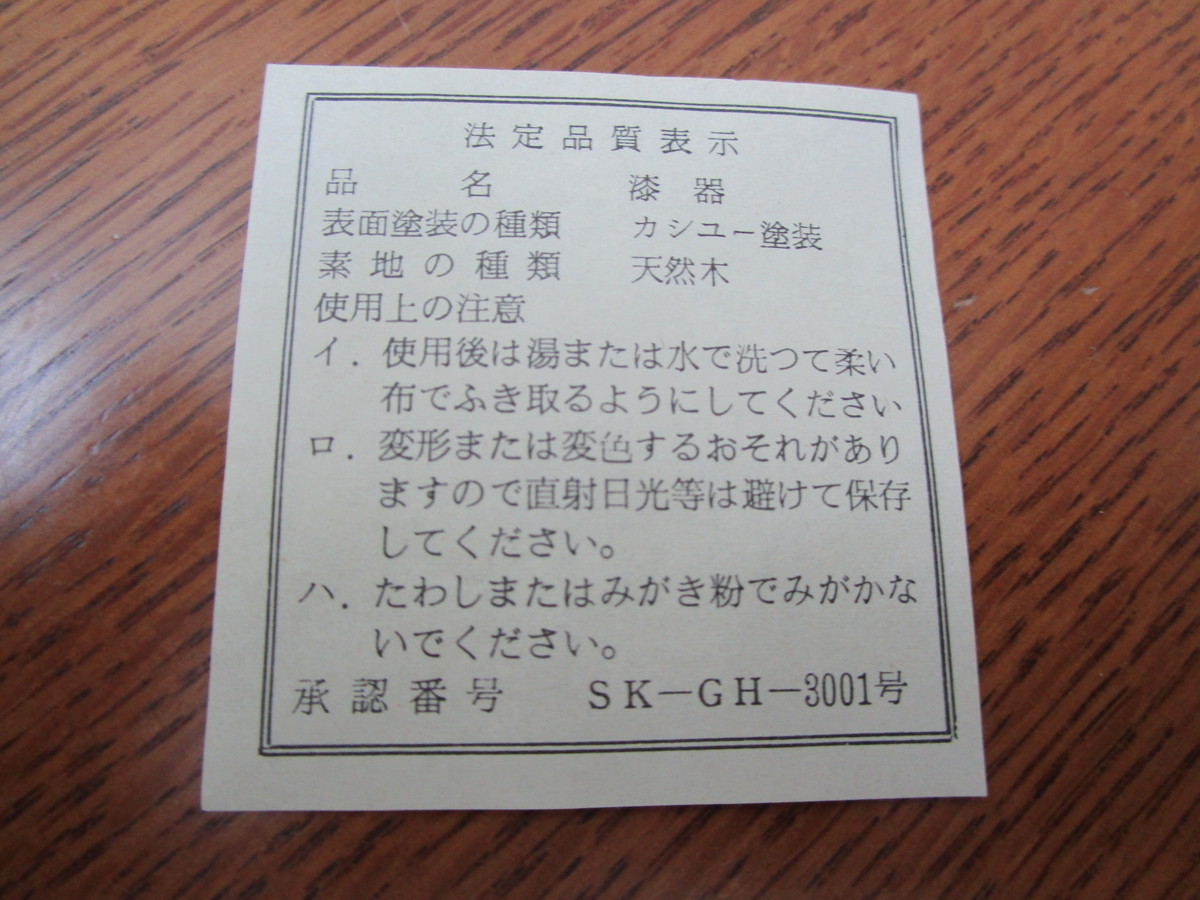 法定品質表示
品名 漆器
表面塗装の種類 カシユー塗装
素地の種類 天然木
使用上の注意
イ．使用後は湯または水で洗つて柔い
布でふき取るようにしてください
ロ．変形または変色するおそれがあり
ますので直射日光等は避けて保存
してください。
ハ．たわしまたはみがき粉でみがかな
いでください。
承認番号 SK—GH—3001号